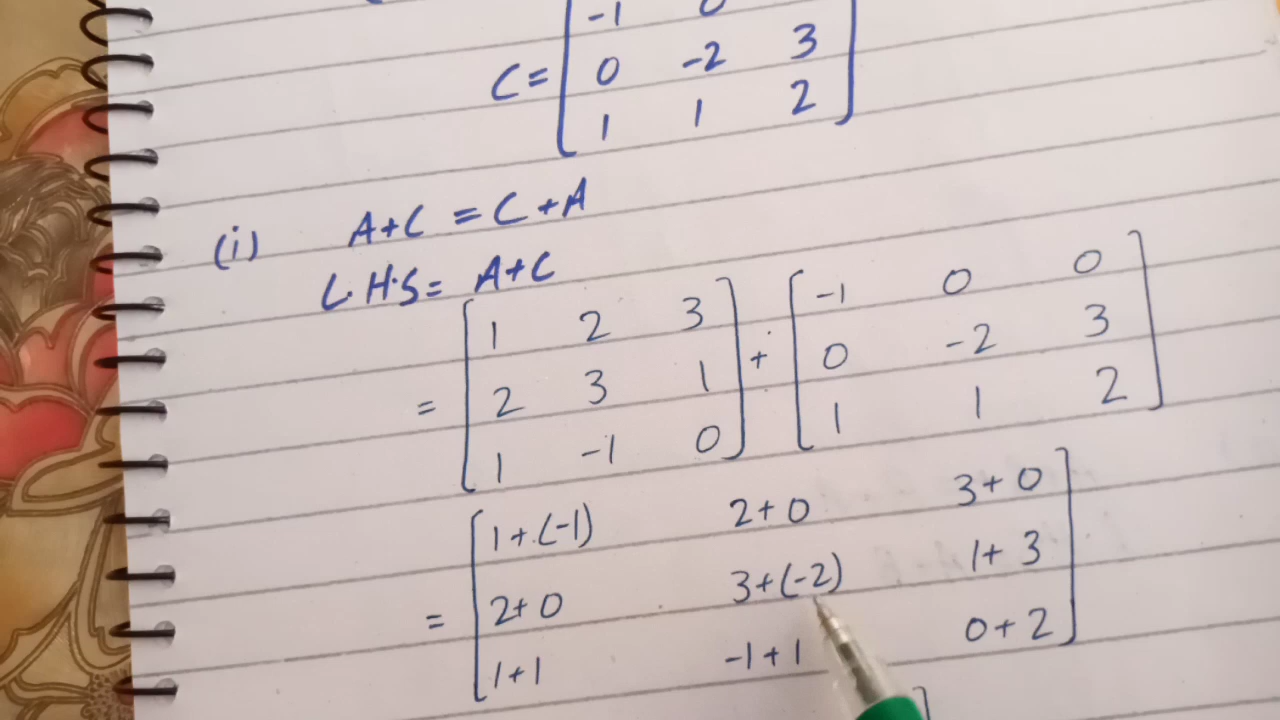 -1 0
C = 0 -2 3
1 1 2
(i) A+C = C+A
L.H.S = A+C
= [1 2 3
2 3 1
1 -1 0] + [-1 0 0
0 -2 3
1 1 2]
= [1+(-1) 2+0 3+0
2+0 3+(-2) 1+3
1+1 -1+1 0+2]